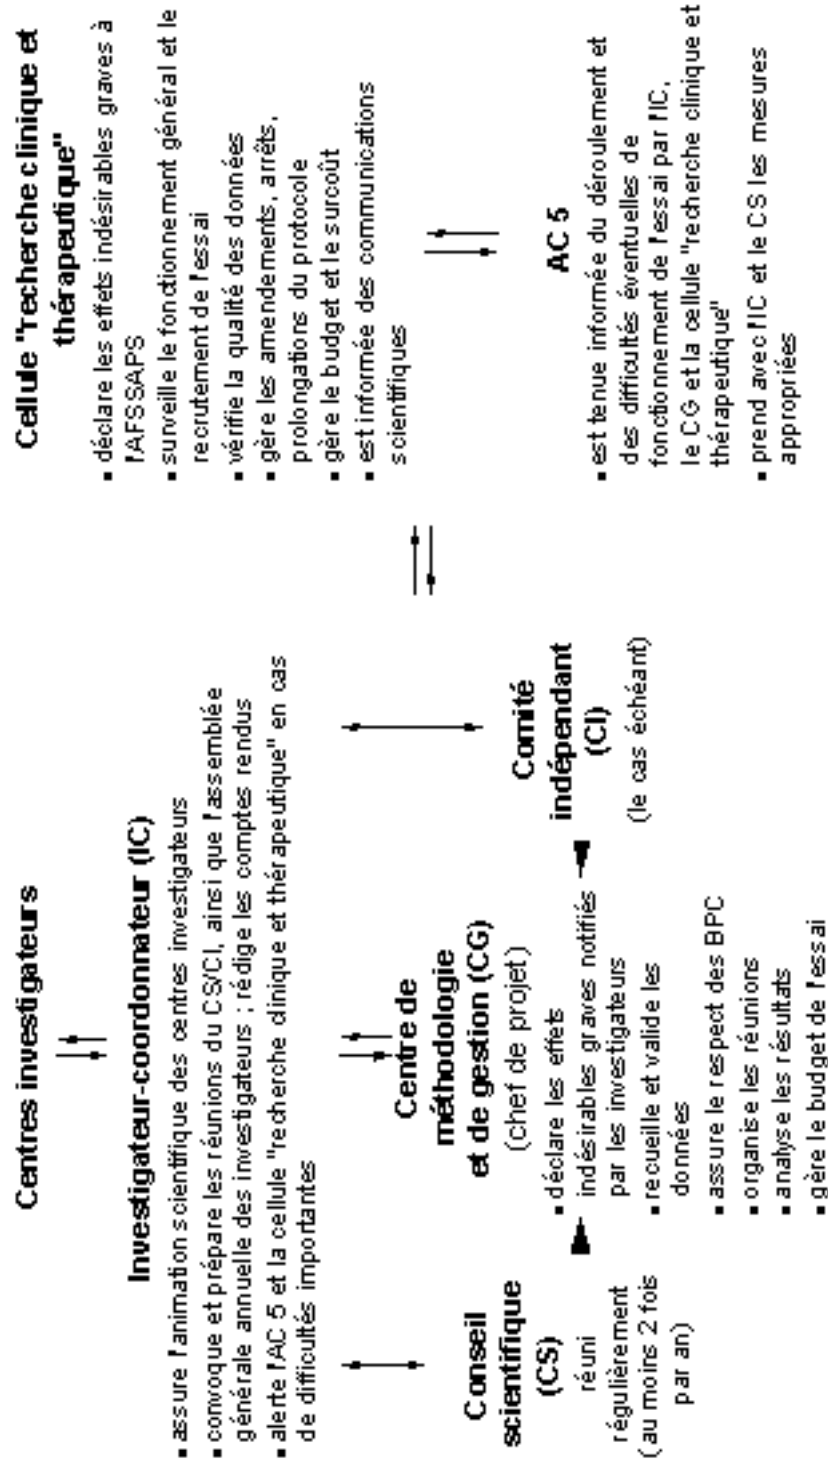 Centres investigateurs
Investigateur-coordonnateur (IC)
▪ assure l'animation scientifique des centres investigateurs
▪ convoque et prépare les réunions du CS/CI, ainsi que l'assemblée
générale annuelle des investigateurs ; rédige les comptes rendus
▪ alerte l'AC 5 et la cellule "recherche clinique et thérapeutique" en cas
de difficultés importantes
Conseil
scientifique
(CS)
réuni
régulièrement
(au moins 2 fois
par an)
Centre de
méthodologie
et de gestion (CG)
(chef de projet)
▪ déclare les effets
indésirables graves notifiés
par les investigateurs
▪ recueille et valide les
données
▪ assure le respect des BPC
▪ organise les réunions
▪ analyse les résultats
▪ gère le budget de l'essai
Comité
indépendant
(CI)
(le cas échéant)
Cellule "recherche clinique et
thérapeutique"
▪ déclare les effets indésirables graves à
l'AFSSAPS
▪ surveille le fonctionnement général et le
recrutement de l'essai
▪ vérifie la qualité des données
▪ gère les amendements, arrêts,
prolongations du protocole
▪ gère le budget et le surcoût
▪ est informée des communications
scientifiques
AC 5
▪ est tenue informée du déroulement et
des difficultés éventuelles de
fonctionnement de l'essai par l'IC,
le CG et la cellule "recherche clinique et
thérapeutique"
▪ prend avec l'IC et le CS les mesures
appropriées